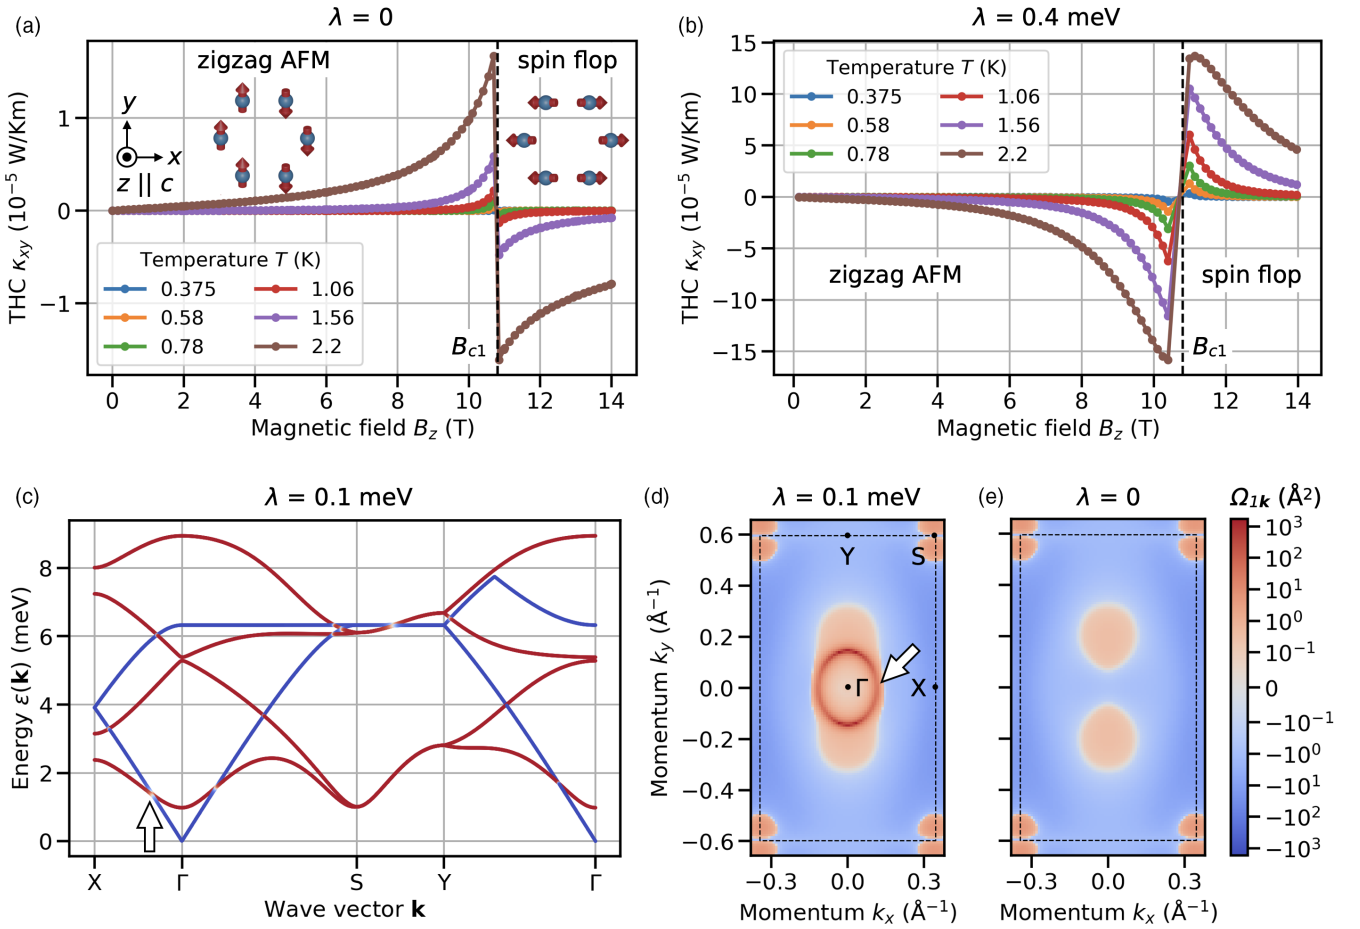 (a)
λ = 0
THC κxy (10⁻⁵ W/Km)
1
0
−1
zigzag AFM
spin flop
y
x
z || c
Temperature T (K)
0.375
1.06
0.58
1.56
0.78
2.2
Bc1
0
2
4
6
8
10
12
14
Magnetic field Bz (T)
(b)
λ = 0.4 meV
THC κxy (10⁻⁵ W/Km)
15
10
5
0
−5
−10
−15
Temperature T (K)
0.375
1.06
0.58
1.56
0.78
2.2
zigzag AFM
spin flop
Bc1
0
2
4
6
8
10
12
14
Magnetic field Bz (T)
(c)
λ = 0.1 meV
Energy ε(k) (meV)
8
6
4
2
0
X
Γ
S
Y
Γ
Wave vector k
(d)
λ = 0.1 meV
Momentum ky (Å⁻¹)
0.6
0.4
0.2
0.0
−0.2
−0.4
−0.6
Y
S
Γ
X
−0.3
0.0
0.3
Momentum kx (Å⁻¹)
(e)
λ = 0
−0.3
0.0
0.3
Momentum kx (Å⁻¹)
Ω1k (Å²)
10³
10²
10¹
10⁰
10⁻¹
0
−10⁻¹
−10⁰
−10¹
−10²
−10³